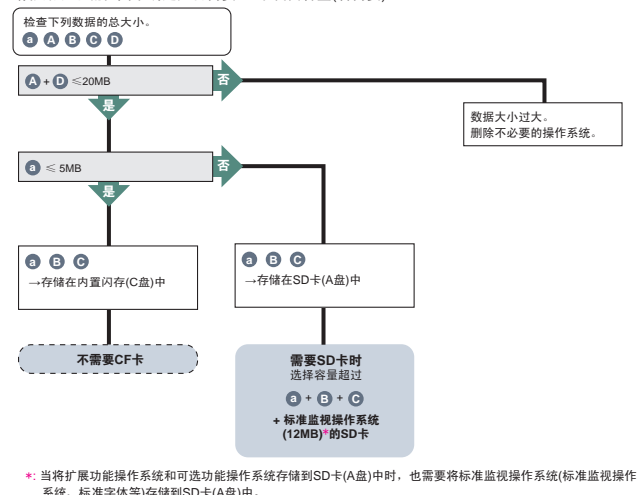 检查下列数据的总大小。
a A B C D
A + D ≤20MB
否
是
数据大小过大。
删除不必要的操作系统。
a ≤ 5MB
否
是
a B C
→存储在内置闪存(C盘)中
a B C
→存储在SD卡(A盘)中
不需要CF卡
需要SD卡时
选择容量超过
a + B + C
+ 标准监视操作系统
(12MB)*的SD卡
*: 当将扩展功能操作系统和可选功能操作系统存储到SD卡(A盘)中时，也需要将标准监视操作系统(标准监视操作
系统、标准字体等)存储到SD卡(A盘)中。